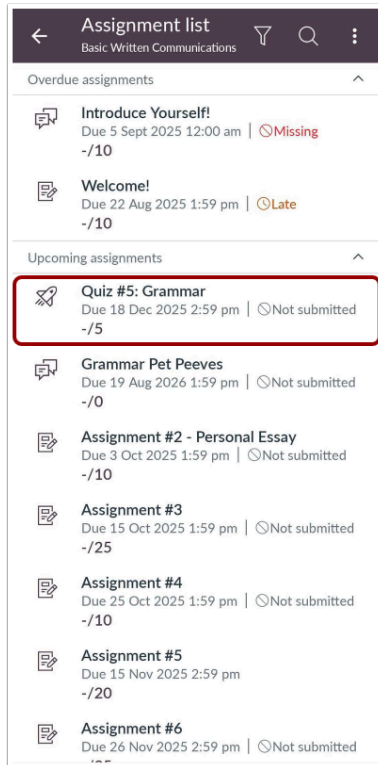 Assignment list
Basic Written Communications
Overdue assignments
Introduce Yourself!
Due 5 Sept 2025 12:00 am | Missing
-/10
Welcome!
Due 22 Aug 2025 1:59 pm | Late
-/10
Upcoming assignments
Quiz #5: Grammar
Due 18 Dec 2025 2:59 pm | Not submitted
-/5
Grammar Pet Peeves
Due 19 Aug 2026 1:59 pm | Not submitted
-/0
Assignment #2 - Personal Essay
Due 3 Oct 2025 1:59 pm | Not submitted
-/10
Assignment #3
Due 15 Oct 2025 1:59 pm | Not submitted
-/25
Assignment #4
Due 25 Oct 2025 1:59 pm | Not submitted
-/10
Assignment #5
Due 15 Nov 2025 2:59 pm
-/20
Assignment #6
Due 26 Nov 2025 2:59 pm | Not submitted